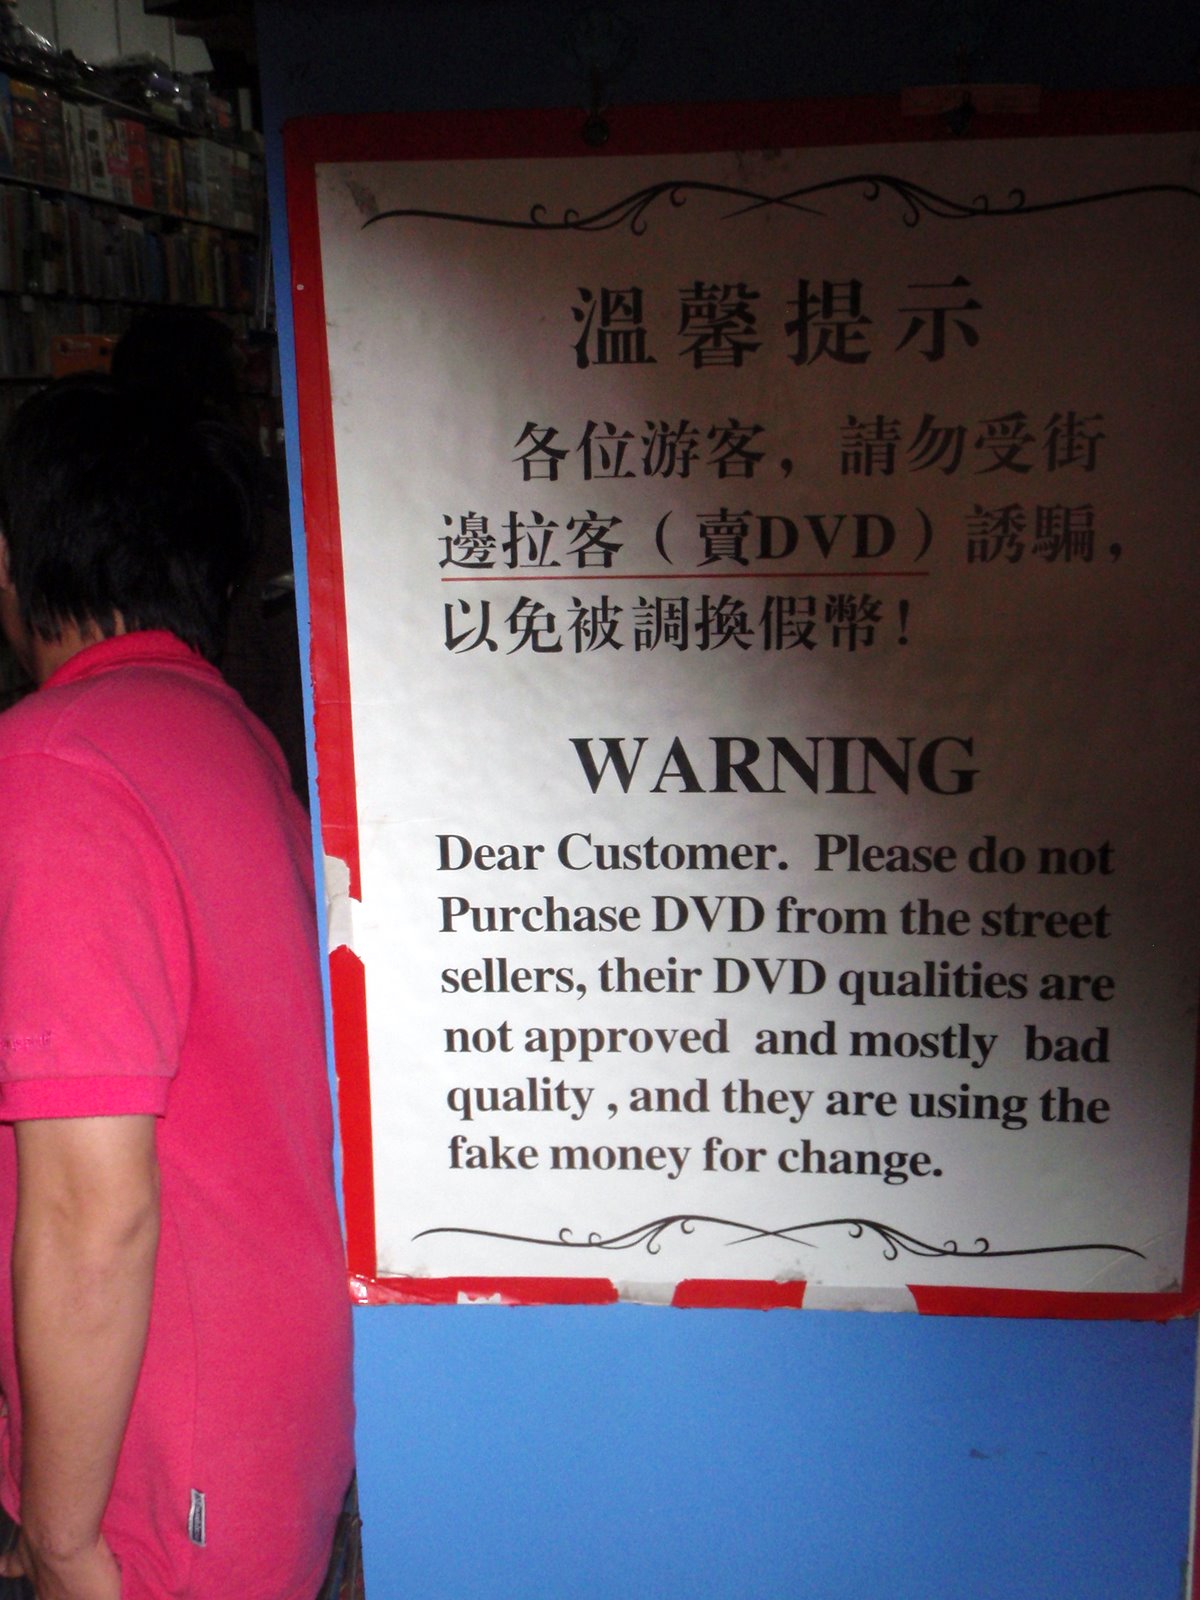 溫馨提示
各位游客，請勿受街
邊拉客（賣DVD）誘騙，
以免被調換假幣！
WARNING
Dear Customer. Please do not
Purchase DVD from the street
sellers, their DVD qualities are
not approved and mostly bad
quality , and they are using the
fake money for change.